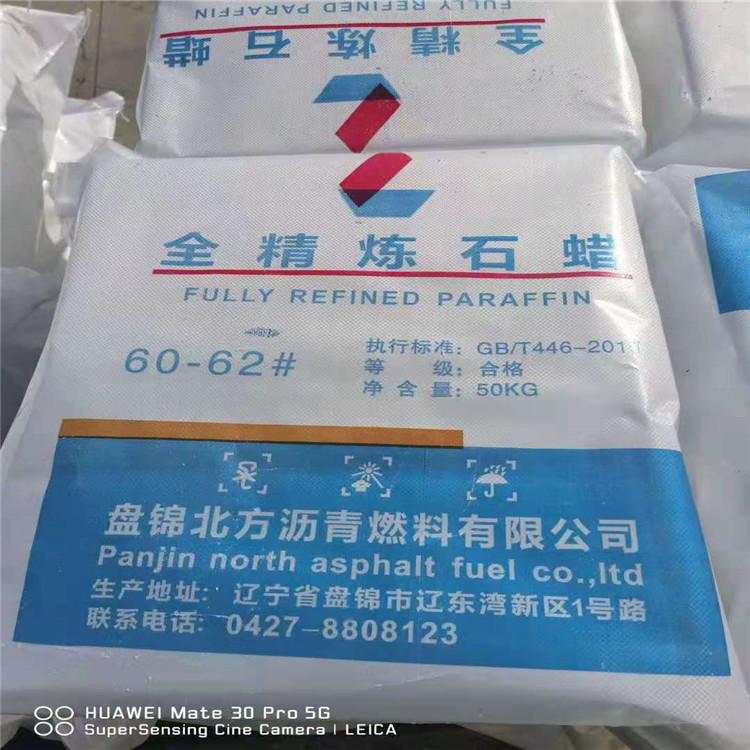 FULLY REFINED PARAFFIN
全精炼石蜡
全精炼石蜡
FULLY REFINED PARAFFIN
60-62#
执行标准: GB/T446-201
等 级: 合格
净含量: 50KG
盘锦北方沥青燃料有限公司
Panjin north asphalt fuel co.,ltd
生产地址: 辽宁省盘锦市辽东湾新区1号路
联系电话: 0427-8808123
HUAWEI Mate 30 Pro 5G
SuperSensing Cine Camera | LEICA